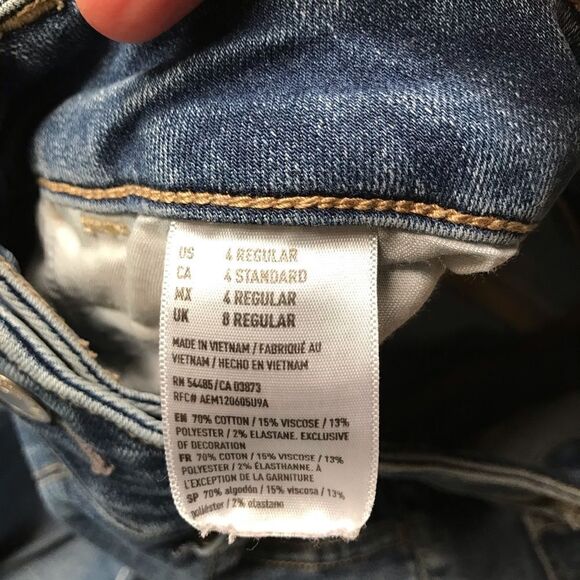 US 4 REGULAR
CA 4 STANDARD
MX 4 REGULAR
UK 8 REGULAR
MADE IN VIETNAM / FABRIQUÉ AU
VIETNAM / HECHO EN VIETNAM
RN 54485 / CA 03873
RFC# AEM120605U9A
EN 70% COTTON / 15% VISCOSE / 13%
POLYESTER / 2% ELASTANE. EXCLUSIVE
OF DECORATION
FR 70% COTON / 15% VISCOSE / 13%
POLYESTER / 2% ÉLASTHANNE. À
L'EXCEPTION DE LA GARNITURE
SP 70% algodón / 15% viscosa / 13%
poliéster / 2% elastano